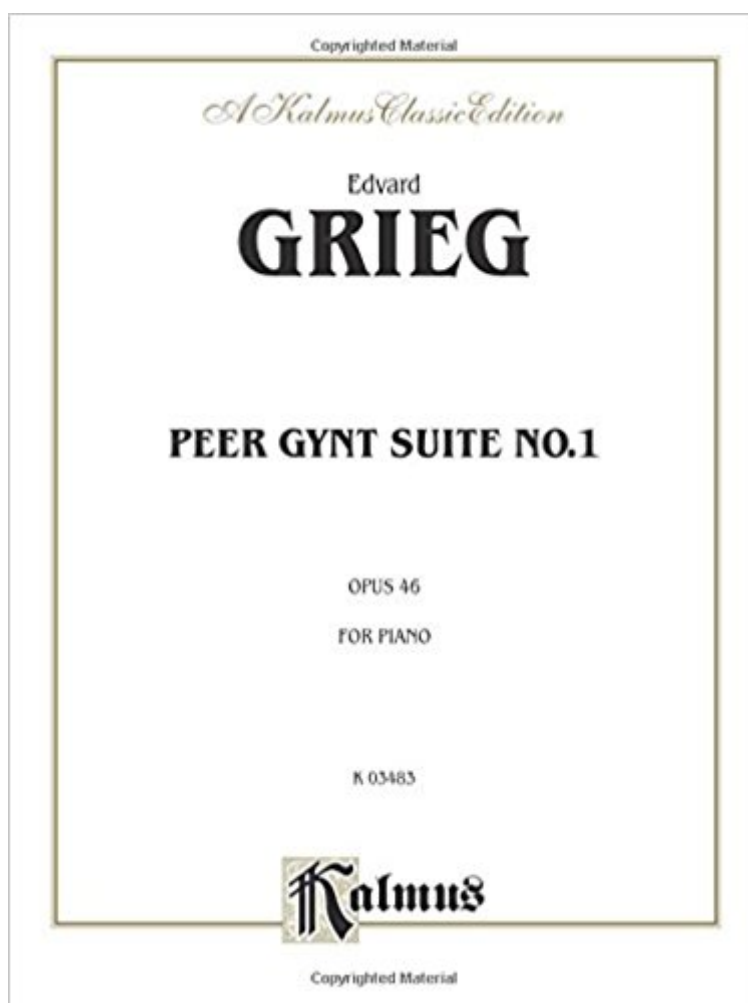 Copyrighted Material
A Kalmus Classic Edition
Edvard
GRIEG
PEER GYNT SUITE NO.1
OPUS 46
FOR PIANO
K 03483
Kalmus
Copyrighted Material